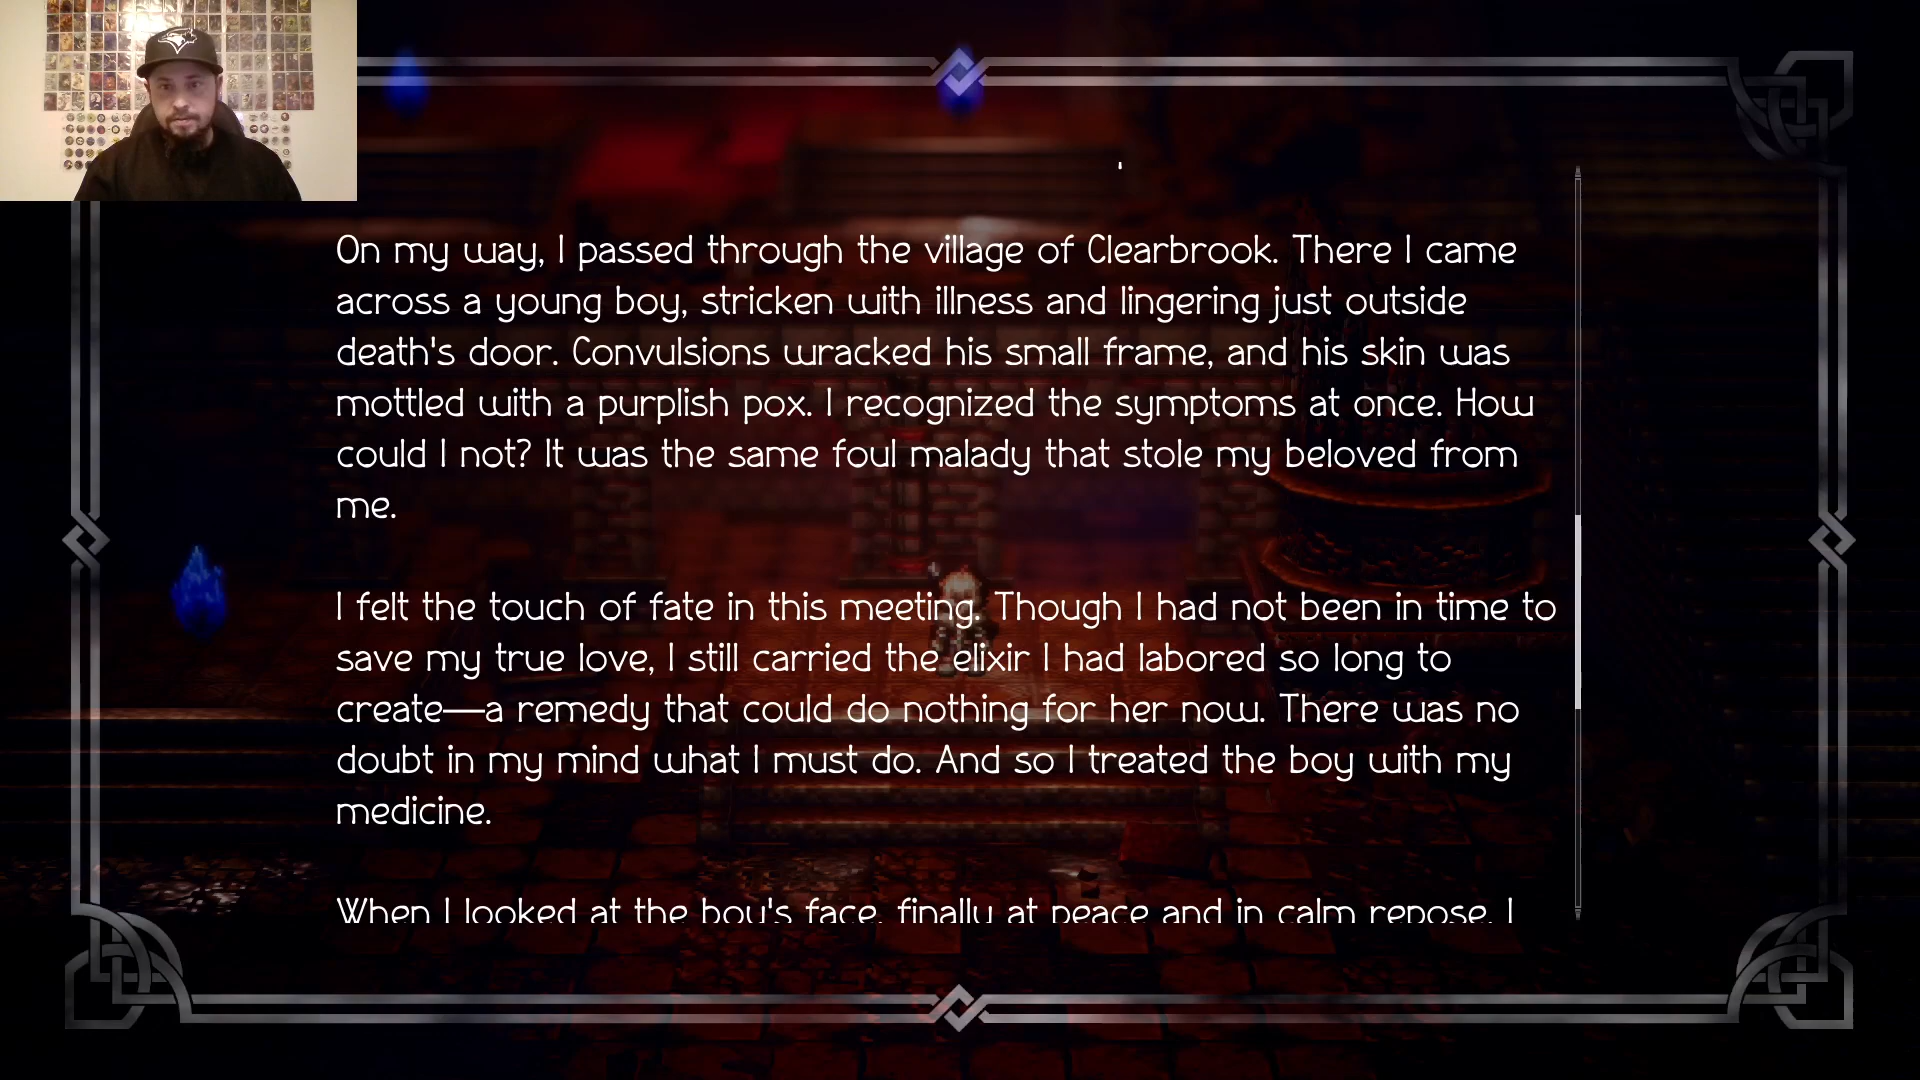 On my way, I passed through the village of Clearbrook. There I came
across a young boy, stricken with illness and lingering just outside
death's door. Convulsions wracked his small frame, and his skin was
mottled with a purplish pox. I recognized the symptoms at once. How
could I not? It was the same foul malady that stole my beloved from
me.
I felt the touch of fate in this meeting. Though I had not been in time to
save my true love, I still carried the elixir I had labored so long to
create—a remedy that could do nothing for her now. There was no
doubt in my mind what I must do. And so I treated the boy with my
medicine.
When I looked at the boy's face, finally at peace and in calm repose, I